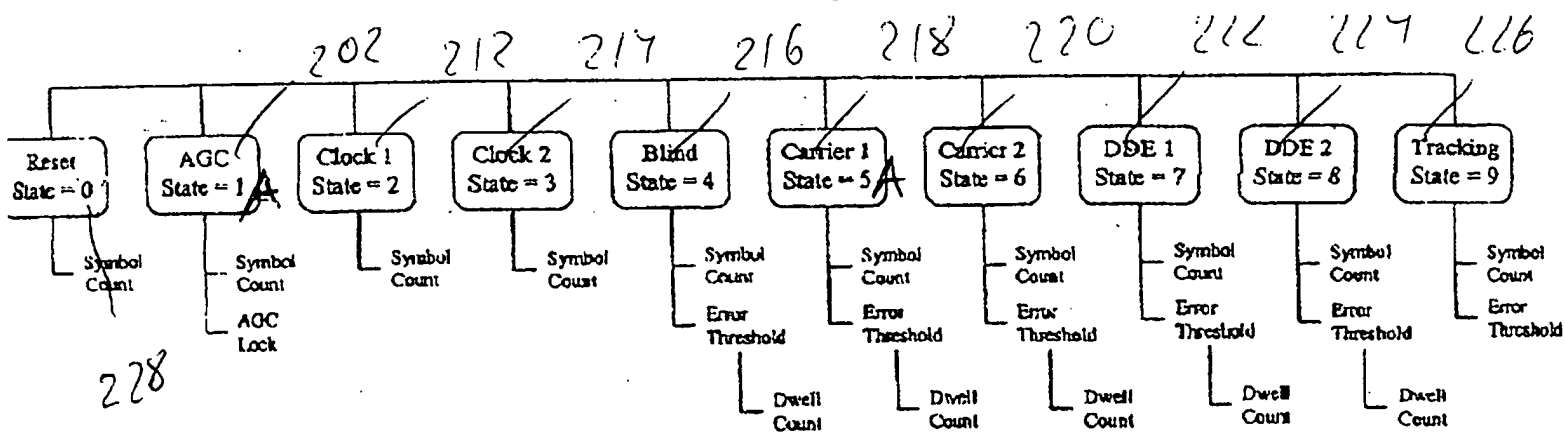 202 212 214 216 218 220 222 224 226
Reset
State = 0
AGC
State = 1 A
Clock 1
State = 2
Clock 2
State = 3
Blind
State = 4
Carrier 1
State = 5 A
Carrier 2
State = 6
DDE 1
State = 7
DDE 2
State = 8
Tracking
State = 9
Symbol
Count
Symbol
Count
AGC
Lock
Symbol
Count
Symbol
Count
Symbol
Count
Error
Threshold
Dwell
Count
Symbol
Count
Error
Threshold
Dwell
Count
Symbol
Count
Error
Threshold
Dwell
Count
Symbol
Count
Error
Threshold
Dwell
Count
Symbol
Count
Error
Threshold
Dwell
Count
Symbol
Count
Error
Threshold
228